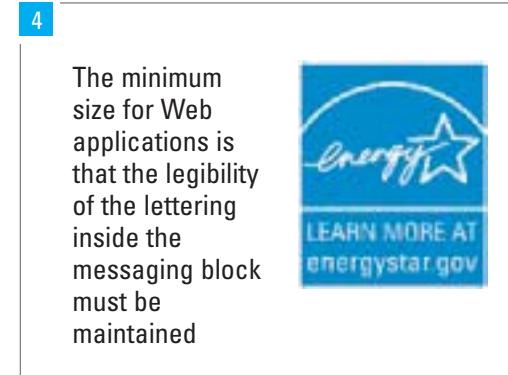 4
The minimum
size for Web
applications is
that the legibility
of the lettering
inside the
messaging block
must be
maintained
energy
LEARN MORE AT
energystar.gov